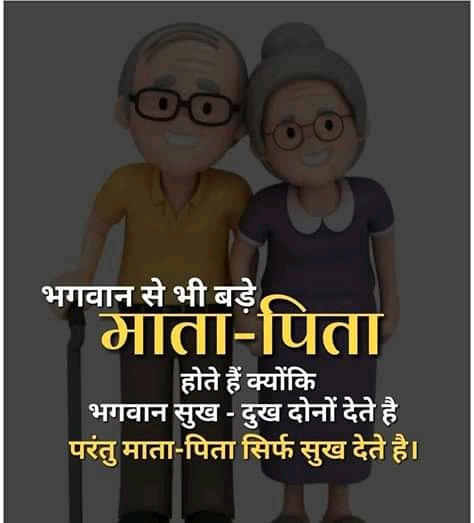 भगवान से भी बड़े
माता-पिता
होते हैं क्योंकि
भगवान सुख - दुख दोनों देते है
परंतु माता-पिता सिर्फ सुख देते है।